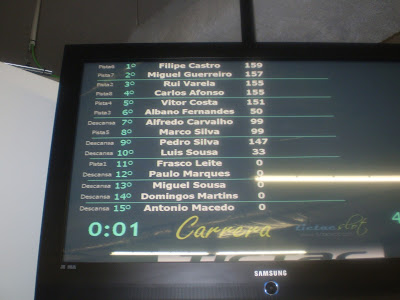 Pista6 1º Filipe Castro 159
Pista7 2º Miguel Guerreiro 157
Pista3 3º Rui Varela 155
Pista8 4º Carlos Afonso 155
Pista4 5º Vitor Costa 151
Pista3 6º Albano Fernandes 50
Descansa 7º Alfredo Carvalho 99
Pista5 8º Marco Silva 99
Descansa 9º Pedro Silva 147
Descansa 10º Luis Sousa 33
Pista1 11º Frasco Leite 0
Descansa 12º Paulo Marques 0
Descansa 13º Miguel Sousa 0
Descansa 14º Domingos Martins 0
Descansa 15º Antonio Macedo 0
0:01 Carrera 4
SAMSUNG